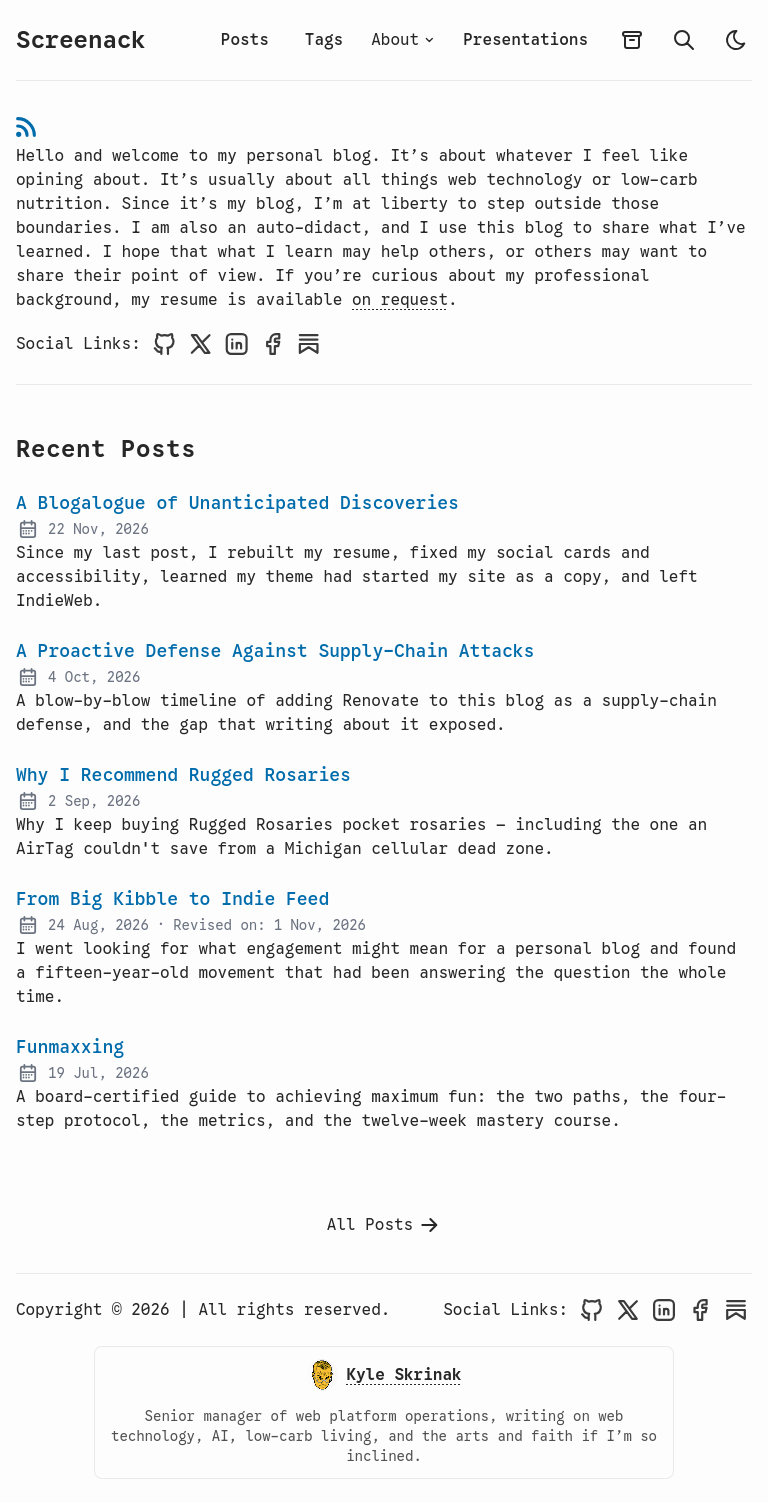 Screenack
Posts
Tags
About
Presentations
Hello and welcome to my personal blog. It’s about whatever I feel like
opining about. It’s usually about all things web technology or low-carb
nutrition. Since it’s my blog, I’m at liberty to step outside those
boundaries. I am also an auto-didact, and I use this blog to share what I’ve
learned. I hope that what I learn may help others, or others may want to
share their point of view. If you’re curious about my professional
background, my resume is available on request.
Social Links:
Recent Posts
A Blogalogue of Unanticipated Discoveries
22 Nov, 2026
Since my last post, I rebuilt my resume, fixed my social cards and
accessibility, learned my theme had started my site as a copy, and left
IndieWeb.
A Proactive Defense Against Supply-Chain Attacks
4 Oct, 2026
A blow-by-blow timeline of adding Renovate to this blog as a supply-chain
defense, and the gap that writing about it exposed.
Why I Recommend Rugged Rosaries
2 Sep, 2026
Why I keep buying Rugged Rosaries pocket rosaries — including the one an
AirTag couldn't save from a Michigan cellular dead zone.
From Big Kibble to Indie Feed
24 Aug, 2026 · Revised on: 1 Nov, 2026
I went looking for what engagement might mean for a personal blog and found
a fifteen-year-old movement that had been answering the question the whole
time.
Funmaxxing
19 Jul, 2026
A board-certified guide to achieving maximum fun: the two paths, the four-
step protocol, the metrics, and the twelve-week mastery course.
All Posts
Copyright © 2026 | All rights reserved.
Social Links:
Kyle Skrinak
Senior manager of web platform operations, writing on web
technology, AI, low-carb living, and the arts and faith if I’m so
inclined.